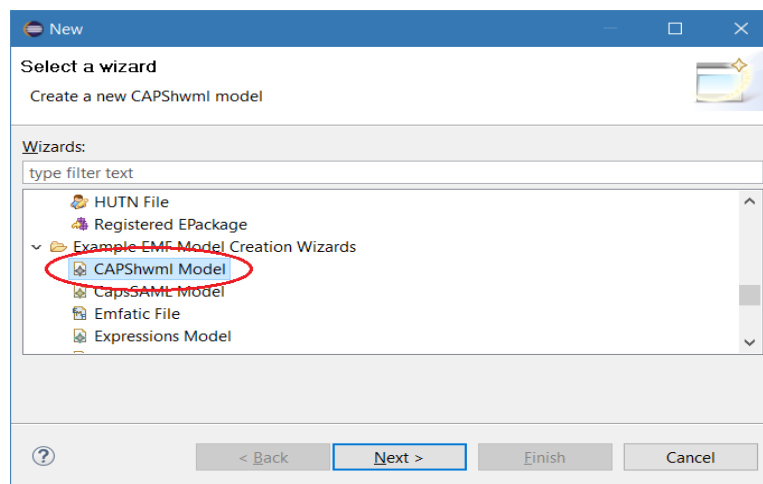 New
Select a wizard
Create a new CAPShwml model
Wizards:
type filter text
HUTN File
Registered EPackage
Example EMF Model Creation Wizards
CAPShwml Model
CapsSAML Model
Emfatic File
Expressions Model
< Back Next > Finish Cancel